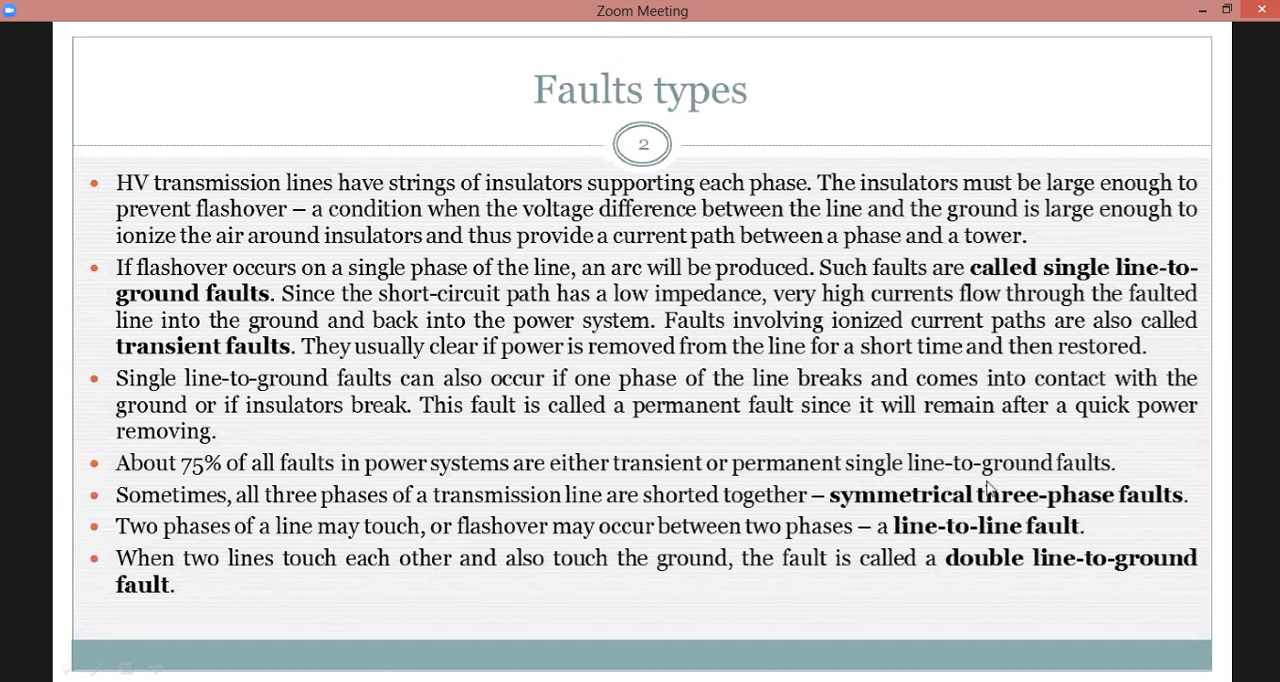 Zoom Meeting
Faults types
2
• HV transmission lines have strings of insulators supporting each phase. The insulators must be large enough to
prevent flashover – a condition when the voltage difference between the line and the ground is large enough to
ionize the air around insulators and thus provide a current path between a phase and a tower.
• If flashover occurs on a single phase of the line, an arc will be produced. Such faults are called single line-to-
ground faults. Since the short-circuit path has a low impedance, very high currents flow through the faulted
line into the ground and back into the power system. Faults involving ionized current paths are also called
transient faults. They usually clear if power is removed from the line for a short time and then restored.
• Single line-to-ground faults can also occur if one phase of the line breaks and comes into contact with the
ground or if insulators break. This fault is called a permanent fault since it will remain after a quick power
removing.
• About 75% of all faults in power systems are either transient or permanent single line-to-ground faults.
• Sometimes, all three phases of a transmission line are shorted together – symmetrical three-phase faults.
• Two phases of a line may touch, or flashover may occur between two phases – a line-to-line fault.
• When two lines touch each other and also touch the ground, the fault is called a double line-to-ground
fault.